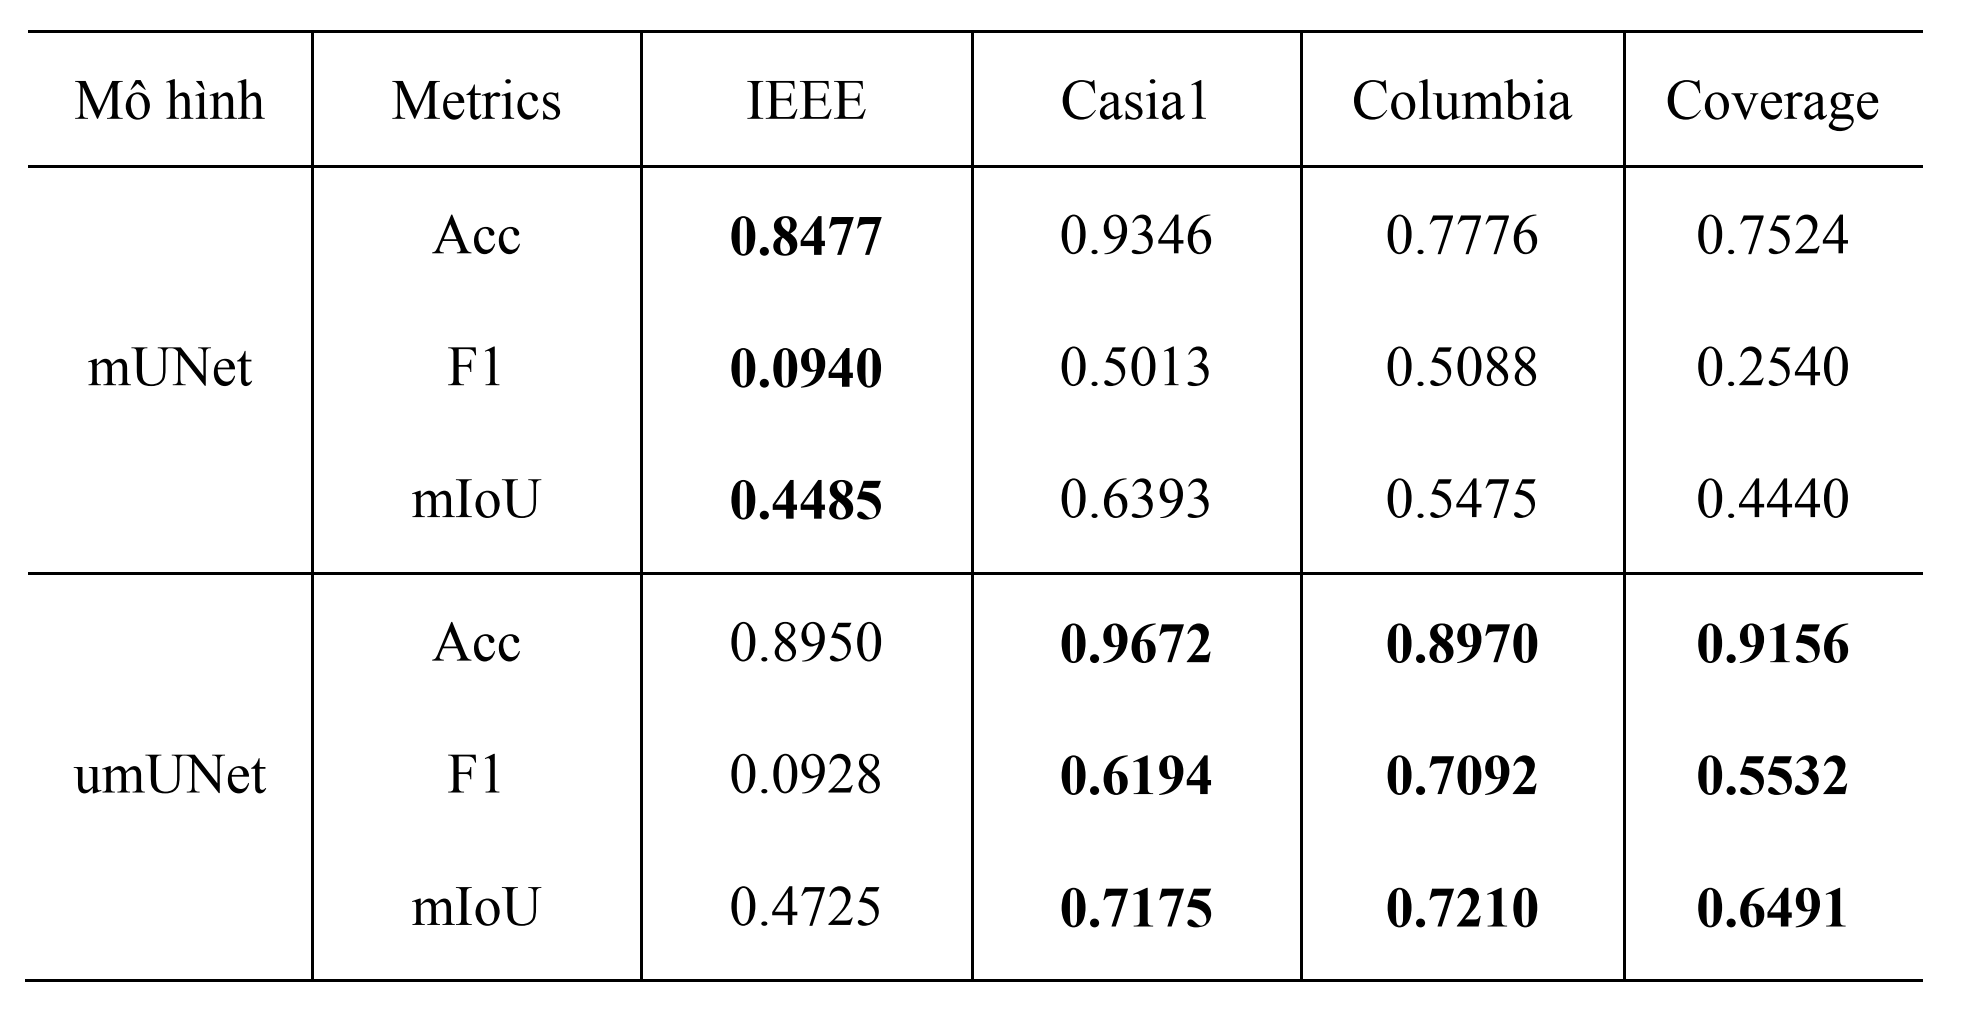 Mô hình Metrics IEEE Casia1 Columbia Coverage
Acc 0.8477 0.9346 0.7776 0.7524
mUNet F1 0.0940 0.5013 0.5088 0.2540
mIoU 0.4485 0.6393 0.5475 0.4440
Acc 0.8950 0.9672 0.8970 0.9156
umUNet F1 0.0928 0.6194 0.7092 0.5532
mIoU 0.4725 0.7175 0.7210 0.6491